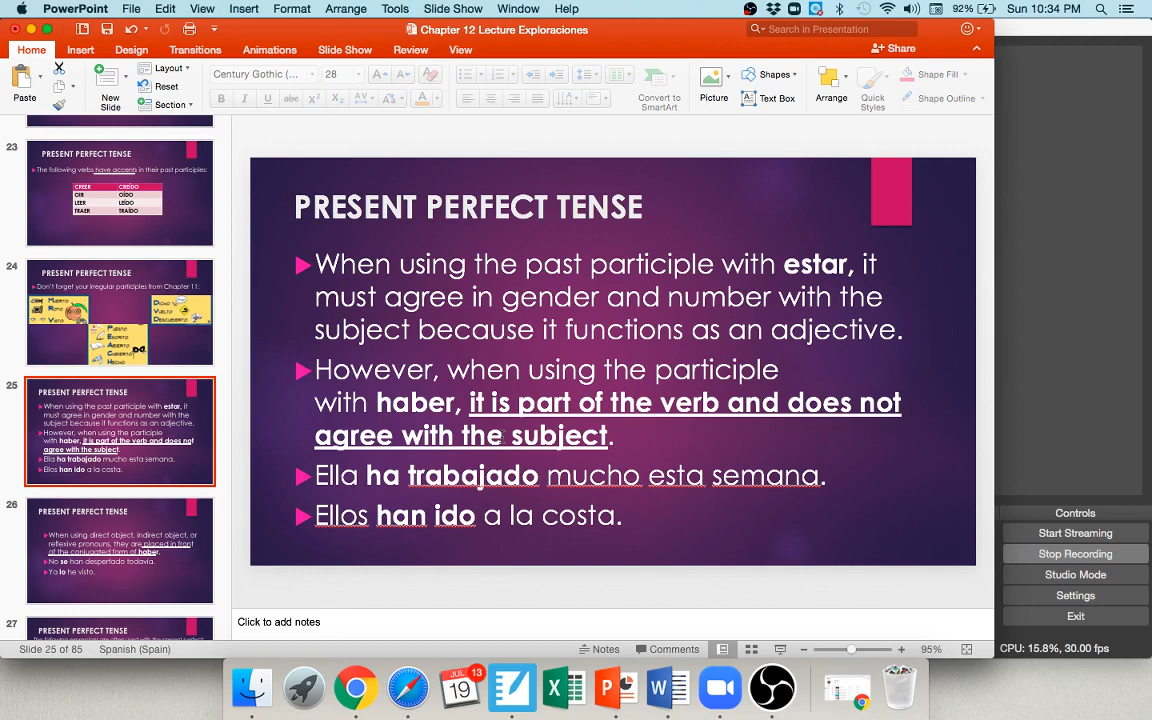 PowerPoint File Edit View Insert Format Arrange Tools Slide Show Window Help 92% Sun 10:34 PM
Chapter 12 Lecture Exploraciones Search in Presentation
Home Insert Design Transitions Animations Slide Show Review View Share
Paste New Slide Layout Reset Section Century Gothic (... 28 Convert to SmartArt Picture Shapes Text Box Arrange Quick Styles Shape Fill Shape Outline
23
PRESENT PERFECT TENSE
The following verbs have accents in their past participles:
CREER CREÍDO
OIR OÍDO
LEER LEÍDO
TRAER TRAÍDO
24
PRESENT PERFECT TENSE
Don't forget your irregular participles from Chapter 11:
Muerto
Roto
Visto
Dicho
Vuelto
Descubierto
Puesto
Escrito
Abierto
Cubierto
Hecho
25
PRESENT PERFECT TENSE
When using the past participle with estar, it
must agree in gender and number with the
subject because it functions as an adjective.
However, when using the participle
with haber, it is part of the verb and does not
agree with the subject.
Ella ha trabajado mucho esta semana.
Ellos han ido a la costa.
26
PRESENT PERFECT TENSE
When using direct object, indirect object, or
reflexive pronouns, they are placed in front
of the conjugated form of haber.
No se han despertado todavía.
Ya lo he visto.
27
PRESENT PERFECT TENSE
The following expressions are often used with the present perfect
PRESENT PERFECT TENSE
When using the past participle with estar, it
must agree in gender and number with the
subject because it functions as an adjective.
However, when using the participle
with haber, it is part of the verb and does not
agree with the subject.
Ella ha trabajado mucho esta semana.
Ellos han ido a la costa.
Click to add notes
Slide 25 of 85 Spanish (Spain) Notes Comments 95%
Controls
Start Streaming
Stop Recording
Studio Mode
Settings
Exit
CPU: 15.8%, 30.00 fps
JUL 13
19